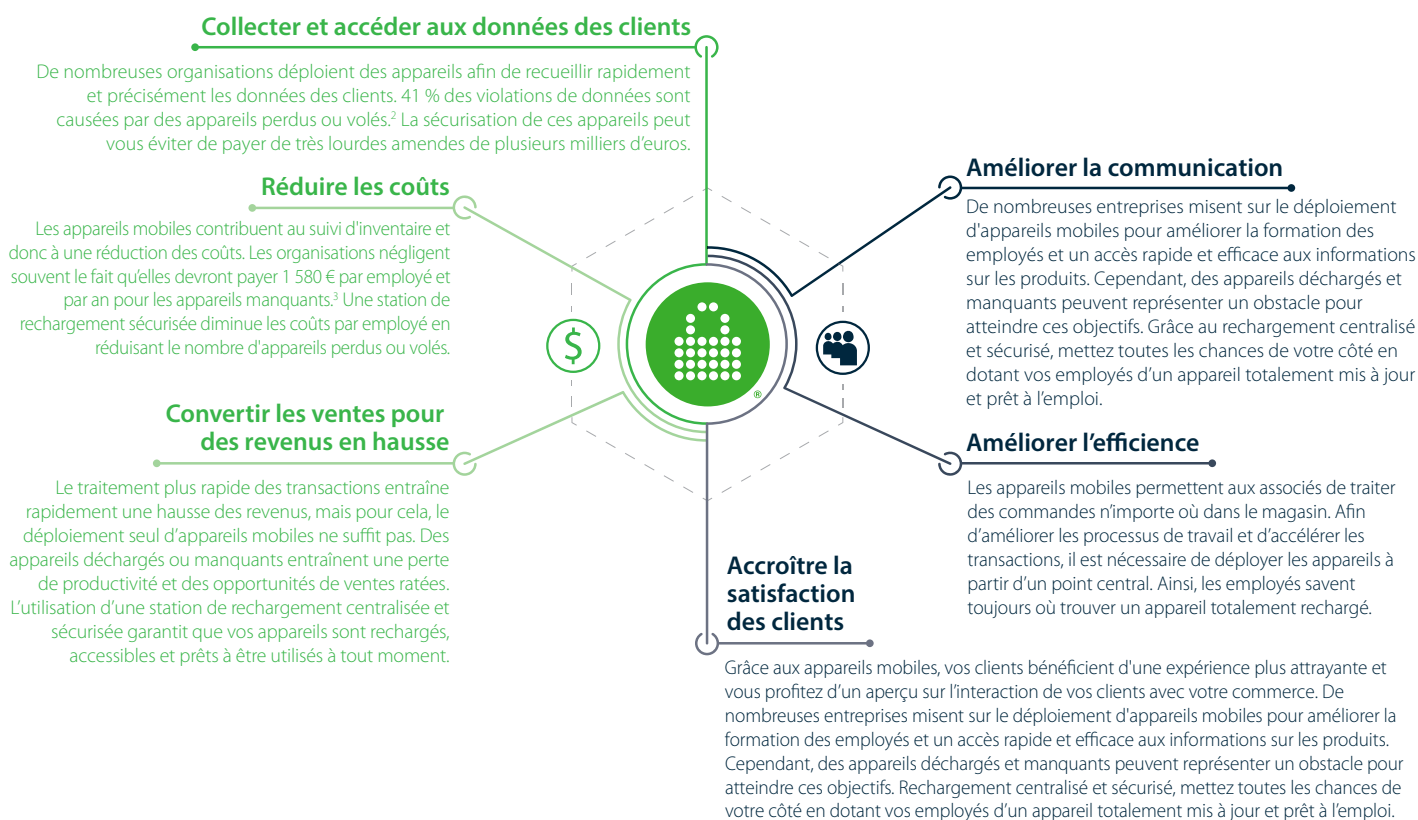 Collecter et accéder aux données des clients
De nombreuses organisations déploient des appareils afin de recueillir rapidement
et précisément les données des clients. 41 % des violations de données sont
causées par des appareils perdus ou volés.² La sécurisation de ces appareils peut
vous éviter de payer de très lourdes amendes de plusieurs milliers d’euros.
Réduire les coûts
Les appareils mobiles contribuent au suivi d'inventaire et
donc à une réduction des coûts. Les organisations négligent
souvent le fait qu’elles devront payer 1 580 € par employé et
par an pour les appareils manquants.³ Une station de
rechargement sécurisée diminue les coûts par employé en
réduisant le nombre d'appareils perdus ou volés.
Convertir les ventes pour
des revenus en hausse
Le traitement plus rapide des transactions entraîne
rapidement une hausse des revenus, mais pour cela, le
déploiement seul d’appareils mobiles ne suffit pas. Des
appareils déchargés ou manquants entraînent une perte
de productivité et des opportunités de ventes ratées.
L’utilisation d’une station de rechargement centralisée et
sécurisée garantit que vos appareils sont rechargés,
accessibles et prêts à être utilisés à tout moment.
$
®
Améliorer la communication
De nombreuses entreprises misent sur le déploiement
d'appareils mobiles pour améliorer la formation des
employés et un accès rapide et efficace aux informations
sur les produits. Cependant, des appareils déchargés et
manquants peuvent représenter un obstacle pour
atteindre ces objectifs. Grâce au rechargement centralisé
et sécurisé, mettez toutes les chances de votre côté en
dotant vos employés d’un appareil totalement mis à jour
et prêt à l’emploi.
Améliorer l’efficience
Les appareils mobiles permettent aux associés de traiter
des commandes n’importe où dans le magasin. Afin
d’améliorer les processus de travail et d’accélérer les
transactions, il est nécessaire de déployer les appareils à
partir d’un point central. Ainsi, les employés savent
toujours où trouver un appareil totalement rechargé.
Accroître la
satisfaction
des clients
Grâce aux appareils mobiles, vos clients bénéficient d'une expérience plus attrayante et
vous profitez d’un aperçu sur l’interaction de vos clients avec votre commerce. De
nombreuses entreprises misent sur le déploiement d'appareils mobiles pour améliorer la
formation des employés et un accès rapide et efficace aux informations sur les produits.
Cependant, des appareils déchargés et manquants peuvent représenter un obstacle pour
atteindre ces objectifs. Rechargement centralisé et sécurisé, mettez toutes les chances de
votre côté en dotant vos employés d’un appareil totalement mis à jour et prêt à l’emploi.